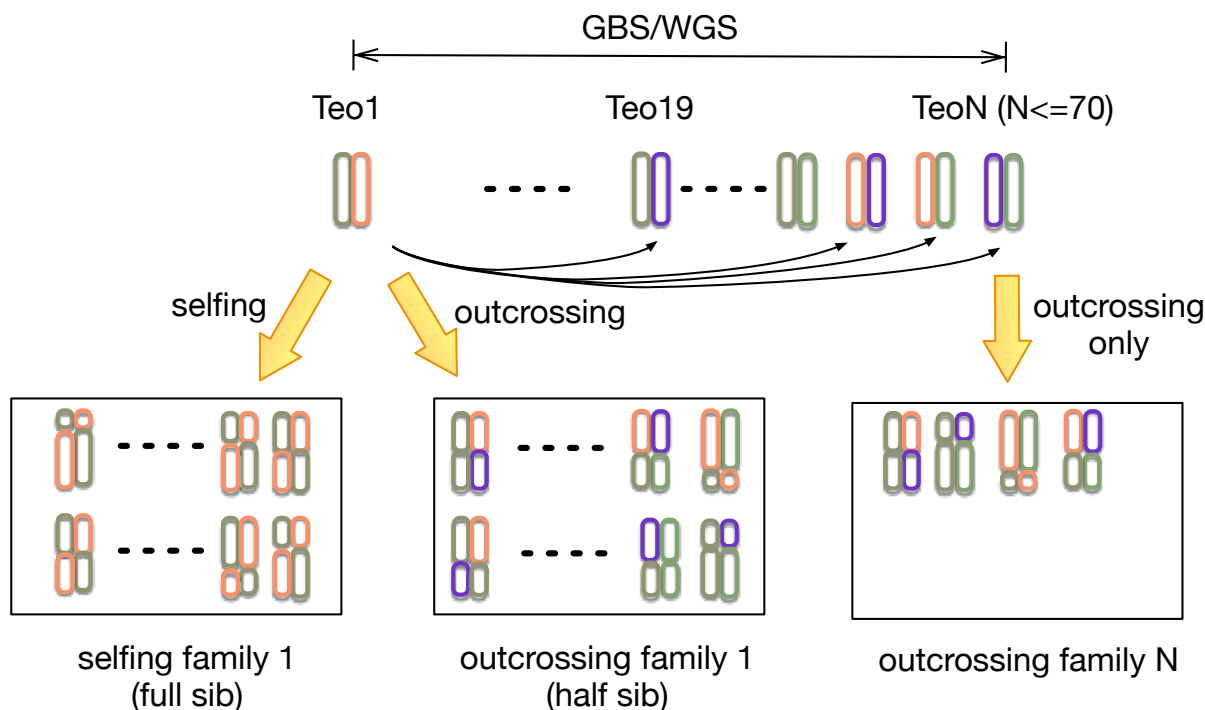 GBS/WGS
Teo1
Teo19
TeoN (N<=70)
selfing
outcrossing
outcrossing
only
selfing family 1
(full sib)
outcrossing family 1
(half sib)
outcrossing family N